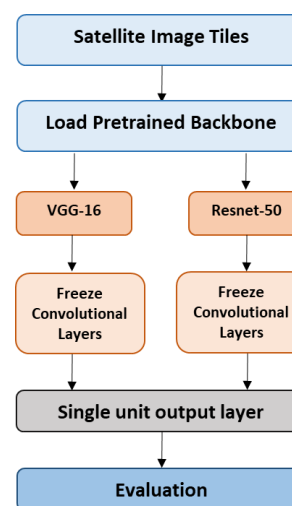 Satellite Image Tiles
Load Pretrained Backbone
VGG-16
Resnet-50
Freeze
Convolutional
Layers
Freeze
Convolutional
Layers
Single unit output layer
Evaluation